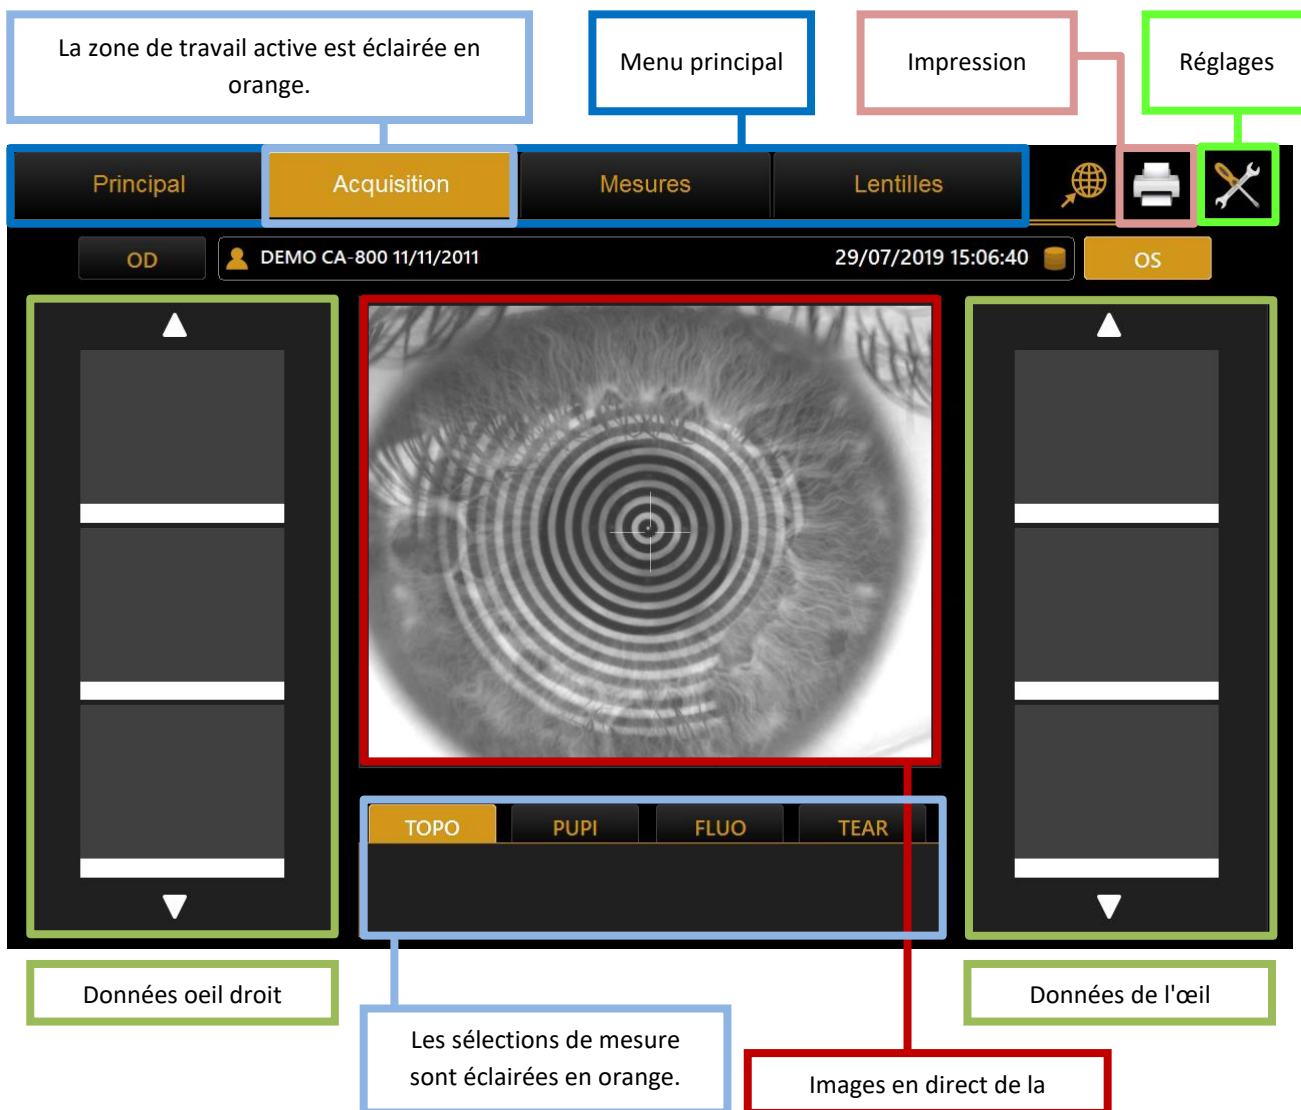 La zone de travail active est éclairée en
orange.
Menu principal
Impression
Réglages
Principal
Acquisition
Mesures
Lentilles
OD
DEMO CA-800 11/11/2011
29/07/2019 15:06:40
OS
TOPO
PUPI
FLUO
TEAR
Données oeil droit
Données de l'œil
Les sélections de mesure
sont éclairées en orange.
Images en direct de la